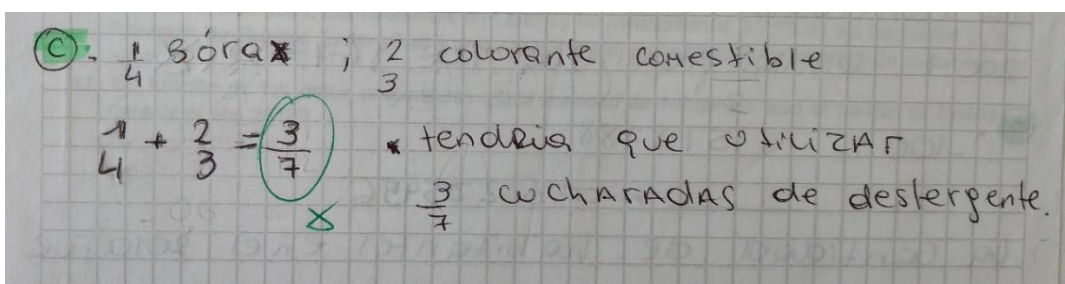 C. 1/4 Bórax ; 2/3 colorante comestible
1/4 + 2/3 = 3/7 * tendria que utilizar
x 3/7 cucharadas de destergente.